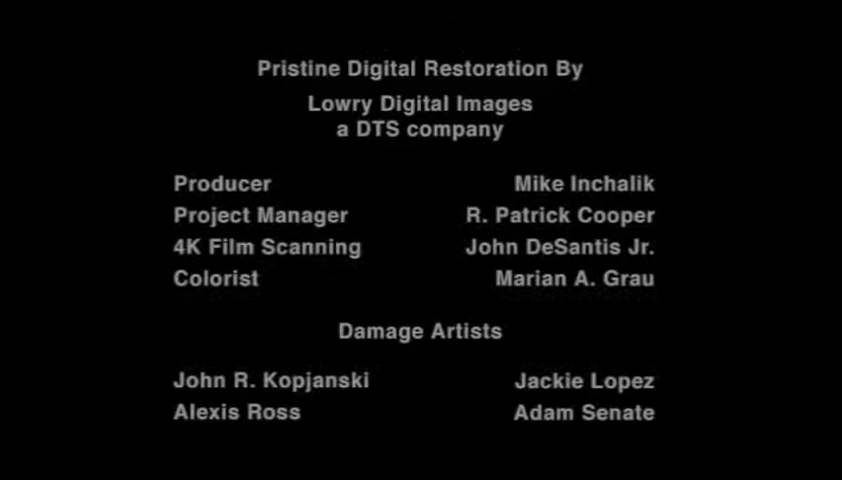 Pristine Digital Restoration By
Lowry Digital Images
a DTS company
Producer Mike Inchalik
Project Manager R. Patrick Cooper
4K Film Scanning John DeSantis Jr.
Colorist Marian A. Grau
Damage Artists
John R. Kopjanski Jackie Lopez
Alexis Ross Adam Senate